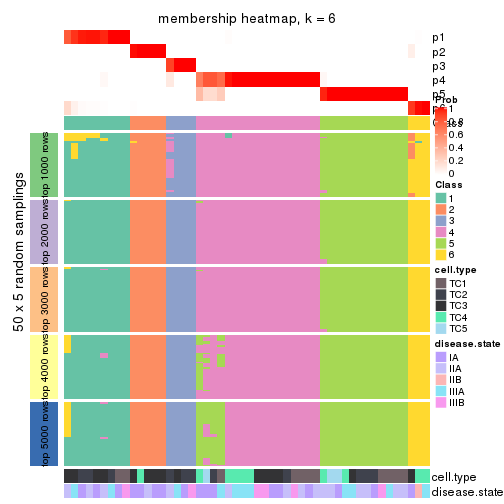 membership heatmap, k = 6
p1
p2
p3
p4
p5
p6
Prob
1
0.8
0.6
0.4
0.2
0
Class
1
2
3
4
5
6
cell.type
TC1
TC2
TC3
TC4
TC5
disease.state
IA
IIA
IIB
IIIA
IIIB
50 x 5 random samplings
top 1000 rows
top 2000 rows
top 3000 rows
top 4000 rows
top 5000 rows
cell.type
disease.state